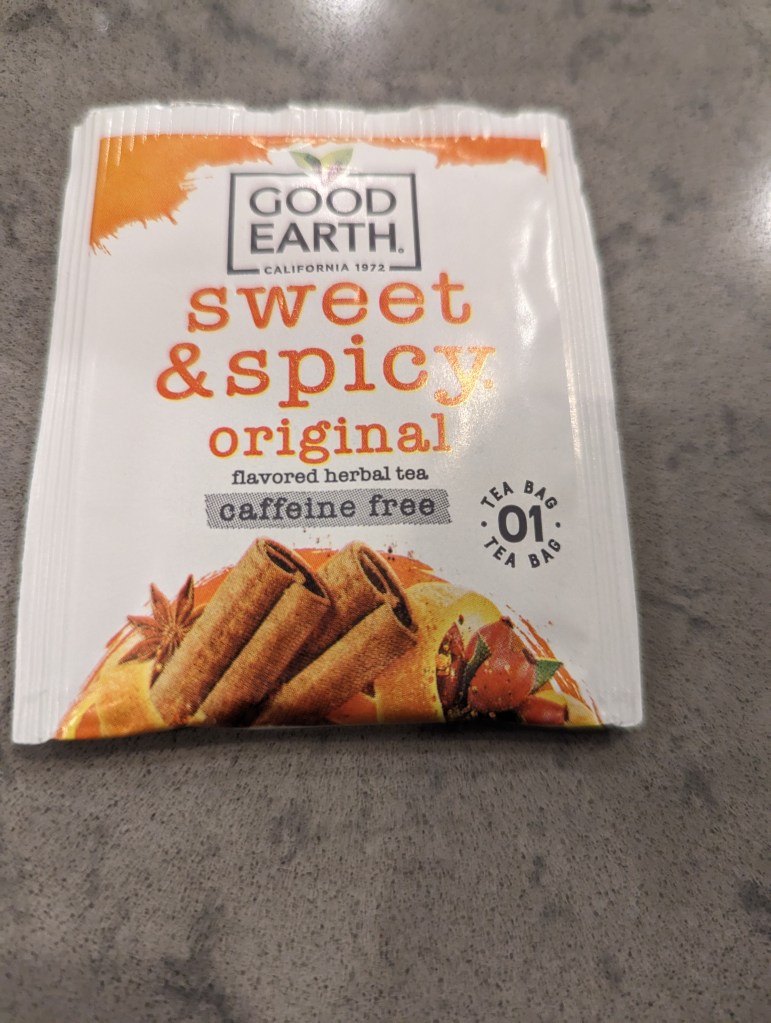 GOOD
EARTH®
CALIFORNIA 1972
sweet
& spicy®
original
flavored herbal tea
caffeine free
TEA BAG
01
TEA BAG